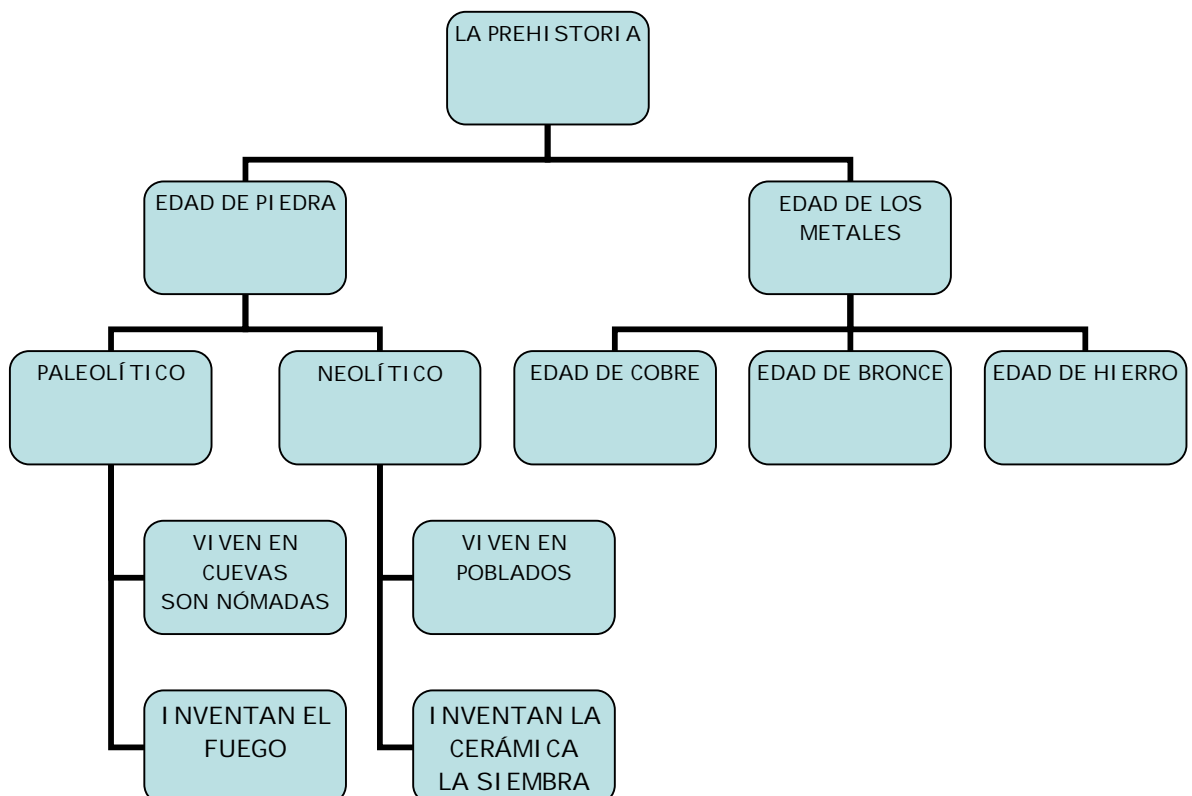 LA PREHISTORIA
EDAD DE PIEDRA
EDAD DE LOS
METALES
PALEOLÍTICO
NEOLÍTICO
EDAD DE COBRE
EDAD DE BRONCE
EDAD DE HIERRO
VIVEN EN
CUEVAS
SON NÓMADAS
VIVEN EN
POBLADOS
INVENTAN EL
FUEGO
INVENTAN LA
CERÁMICA
LA SIEMBRA